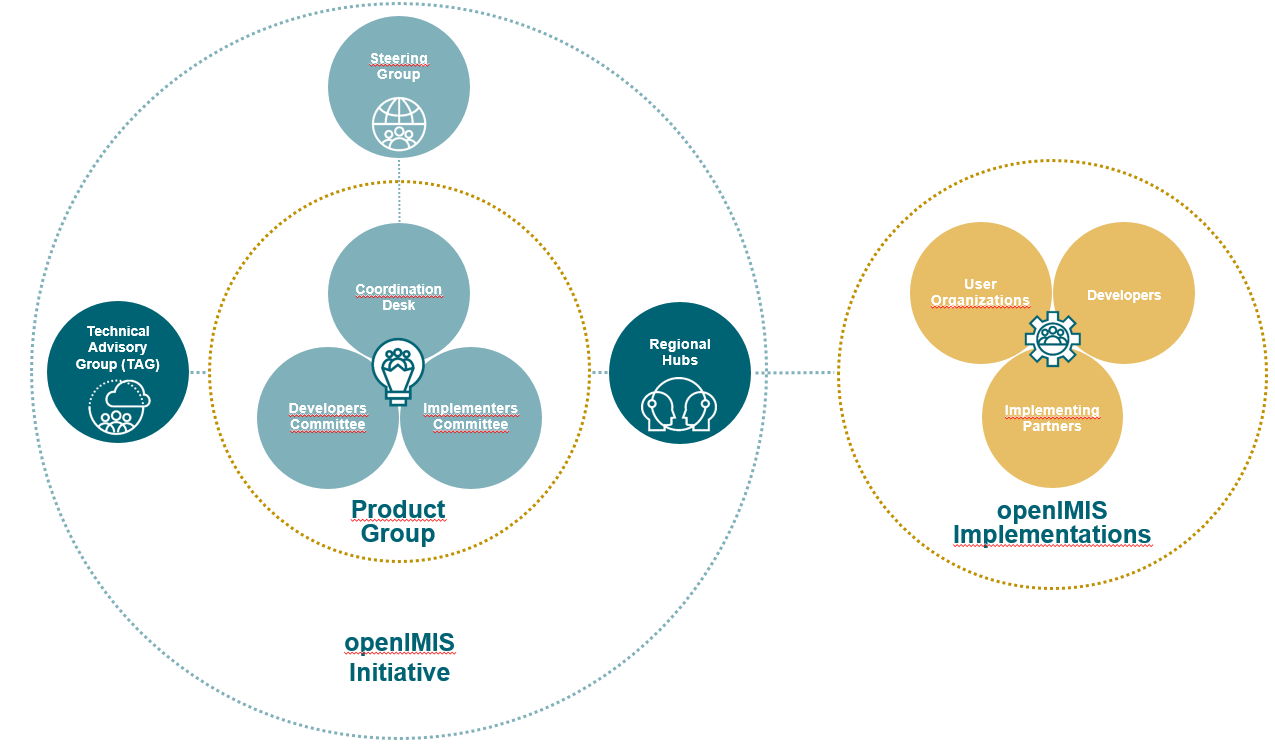 Steering
Group
Coordination
Desk
Technical
Advisory
Group (TAG)
Developers
Committee
Implementers
Committee
Regional
Hubs
Product
Group
openIMIS
Initiative
User
Organizations
Developers
Implementing
Partners
openIMIS
Implementations